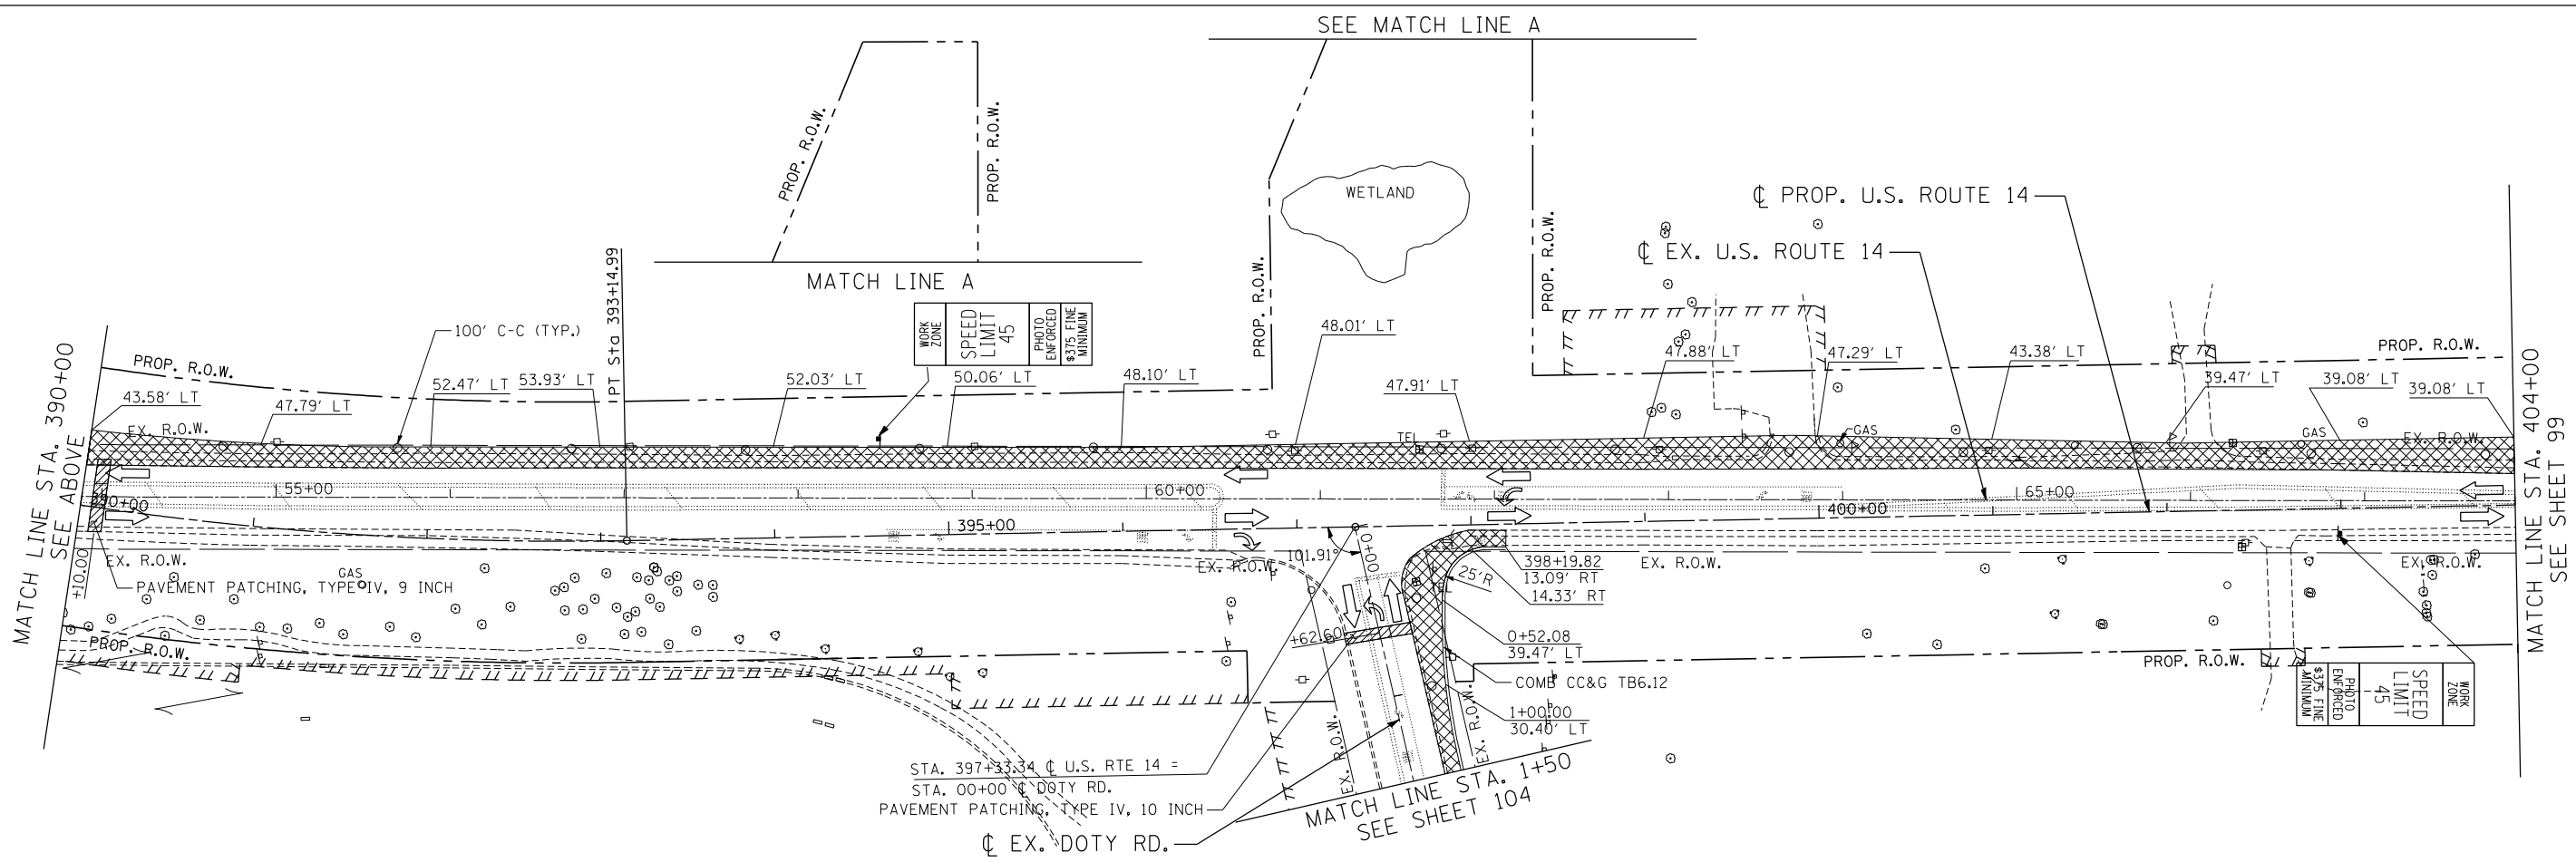 SEE MATCH LINE A
PROP. R.O.W.
PROP. R.O.W.
MATCH LINE A
WETLAND
PROP. R.O.W.
PROP. R.O.W.
℄ PROP. U.S. ROUTE 14
℄ EX. U.S. ROUTE 14
MATCH LINE STA. 390+00
SEE ABOVE
PROP. R.O.W.
100' C-C (TYP.)
PT Sta 393+14.99
WORK
ZONE
SPEED
LIMIT
45
PHOTO
ENFORCED
$375 FINE
MINIMUM
43.58' LT
47.79' LT
52.47' LT
53.93' LT
52.03' LT
50.06' LT
48.10' LT
48.01' LT
47.91' LT
47.88' LT
47.29' LT
43.38' LT
39.47' LT
39.08' LT
39.08' LT
PROP. R.O.W.
MATCH LINE STA. 404+00
SEE SHEET 99
EX. R.O.W.
TEL
GAS
GAS
EX. R.O.W.
390+00
55+00
60+00
65+00
395+00
400+00
+10.00
EX. R.O.W.
PAVEMENT PATCHING, TYPE IV, 9 INCH
GAS
PROP. R.O.W.
EX. R.O.W.
101.91°
0+00
25'R
398+19.82
13.09' RT
14.33' RT
EX. R.O.W.
EX. R.O.W.
+62.60
0+52.08
39.47' LT
COMB CC&G TB6.12
1+00.00
30.40' LT
EX. R.O.W.
EX. R.O.W.
PROP. R.O.W.
WORK
ZONE
SPEED
LIMIT
45
PHOTO
ENFORCED
$375 FINE
MINIMUM
STA. 397+33.34 ℄ U.S. RTE 14 =
STA. 00+00 ℄ DOTY RD.
PAVEMENT PATCHING, TYPE IV, 10 INCH
℄ EX. DOTY RD.
MATCH LINE STA. 1+50
SEE SHEET 104